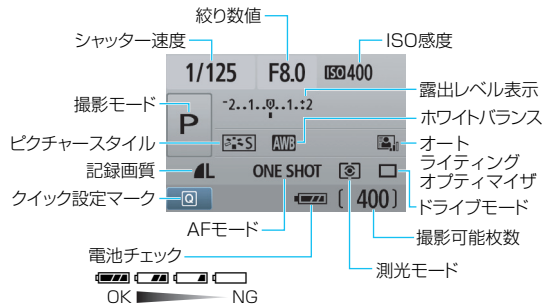 絞り数値
シャッター速度
ISO感度
1/125 F8.0 ISO 400
露出レベル表示
-2..1..0..1.:+2
撮影モード
P
ホワイトバランス
ピクチャースタイル
S AWB
オート
ライティング
オプティマイザ
記録画質
L ONE SHOT
クイック設定マーク
Q
[ 400 ]
ドライブモード
AFモード
撮影可能枚数
電池チェック
測光モード
OK NG